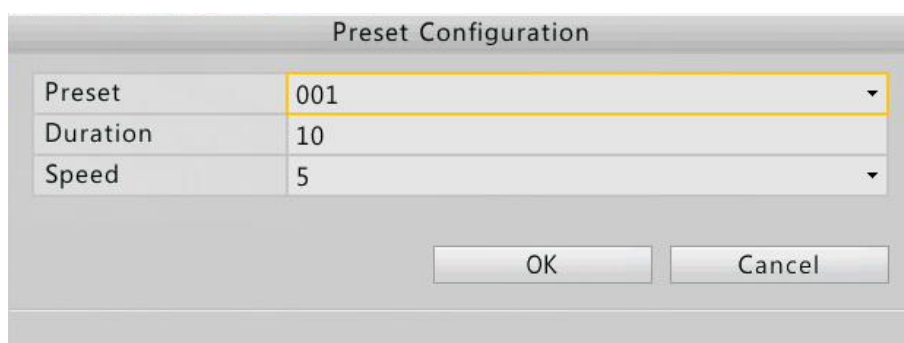 Preset Configuration
Preset 001
Duration 10
Speed 5
OK Cancel